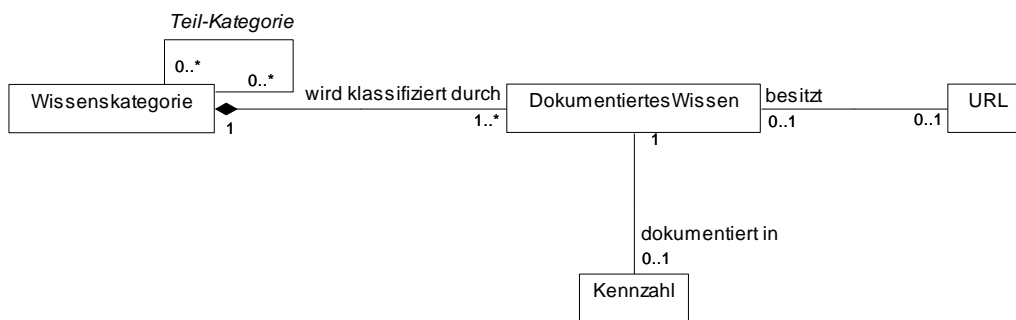 Teil-Kategorie
0..*
0..*
Wissenskategorie
wird klassifiziert durch
DokumentiertesWissen
besitzt
URL
1
1..*
1
0..1
0..1
dokumentiert in
0..1
Kennzahl